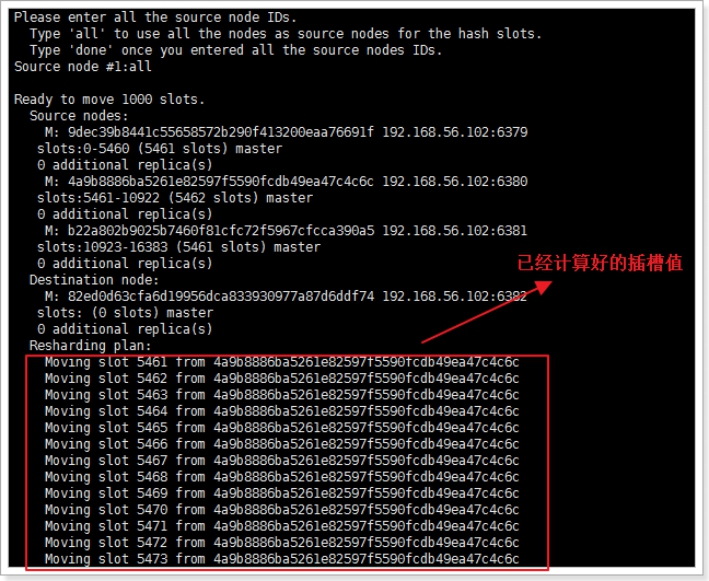 Please enter all the source node IDs.
Type 'all' to use all the nodes as source nodes for the hash slots.
Type 'done' once you entered all the source nodes IDs.
Source node #1:all
Ready to move 1000 slots.
Source nodes:
M: 9dec39b8441c55658572b290f413200eaa76691f 192.168.56.102:6379
slots:0-5460 (5461 slots) master
0 additional replica(s)
M: 4a9b8886ba5261e82597f5590fcdb49ea47c4c6c 192.168.56.102:6380
slots:5461-10922 (5462 slots) master
0 additional replica(s)
M: b22a802b9025b7460f81cfc72f5967cfcca390a5 192.168.56.102:6381
slots:10923-16383 (5461 slots) master
0 additional replica(s)
已经计算好的插槽值
Destination node:
M: 82ed0d63cfa6d19956dca833930977a87d6ddf74 192.168.56.102:6382
slots: (0 slots) master
0 additional replica(s)
Resharding plan:
Moving slot 5461 from 4a9b8886ba5261e82597f5590fcdb49ea47c4c6c
Moving slot 5462 from 4a9b8886ba5261e82597f5590fcdb49ea47c4c6c
Moving slot 5463 from 4a9b8886ba5261e82597f5590fcdb49ea47c4c6c
Moving slot 5464 from 4a9b8886ba5261e82597f5590fcdb49ea47c4c6c
Moving slot 5465 from 4a9b8886ba5261e82597f5590fcdb49ea47c4c6c
Moving slot 5466 from 4a9b8886ba5261e82597f5590fcdb49ea47c4c6c
Moving slot 5467 from 4a9b8886ba5261e82597f5590fcdb49ea47c4c6c
Moving slot 5468 from 4a9b8886ba5261e82597f5590fcdb49ea47c4c6c
Moving slot 5469 from 4a9b8886ba5261e82597f5590fcdb49ea47c4c6c
Moving slot 5470 from 4a9b8886ba5261e82597f5590fcdb49ea47c4c6c
Moving slot 5471 from 4a9b8886ba5261e82597f5590fcdb49ea47c4c6c
Moving slot 5472 from 4a9b8886ba5261e82597f5590fcdb49ea47c4c6c
Moving slot 5473 from 4a9b8886ba5261e82597f5590fcdb49ea47c4c6c